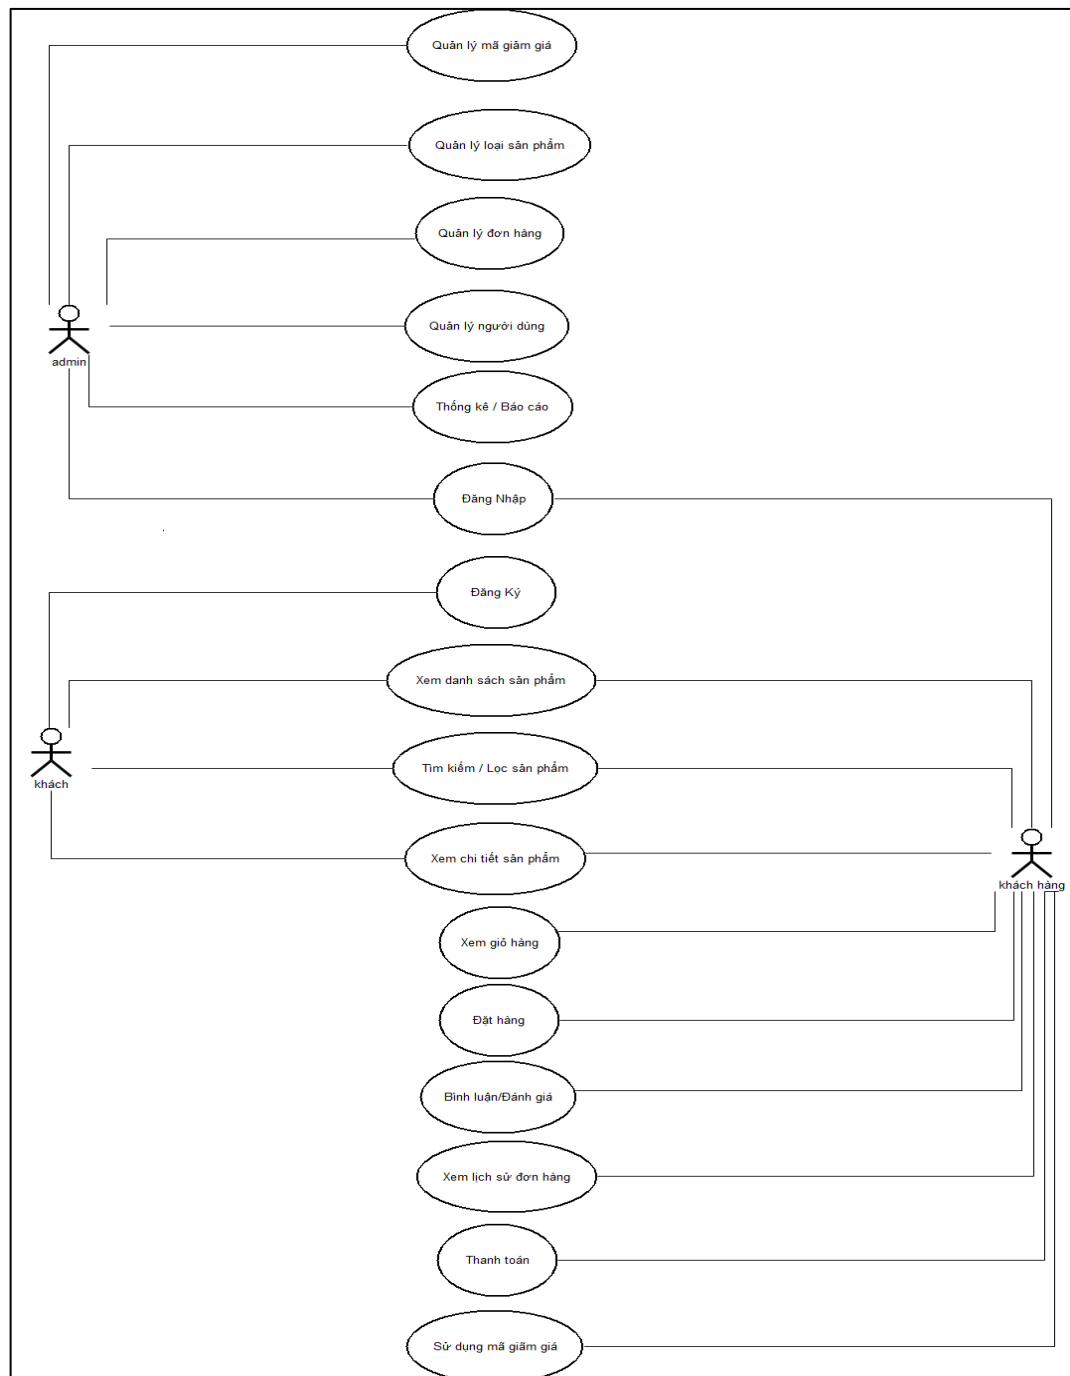 Quản lý mã giảm giá
Quản lý loại sản phẩm
Quản lý đơn hàng
Quản lý người dùng
admin
Thống kê / Báo cáo
Đăng Nhập
Đăng Ký
Xem danh sách sản phẩm
Tìm kiếm / Lọc sản phẩm
khách
Xem chi tiết sản phẩm
khách hàng
Xem giỏ hàng
Đặt hàng
Bình luận/Đánh giá
Xem lịch sử đơn hàng
Thanh toán
Sử dụng mã giãm giá